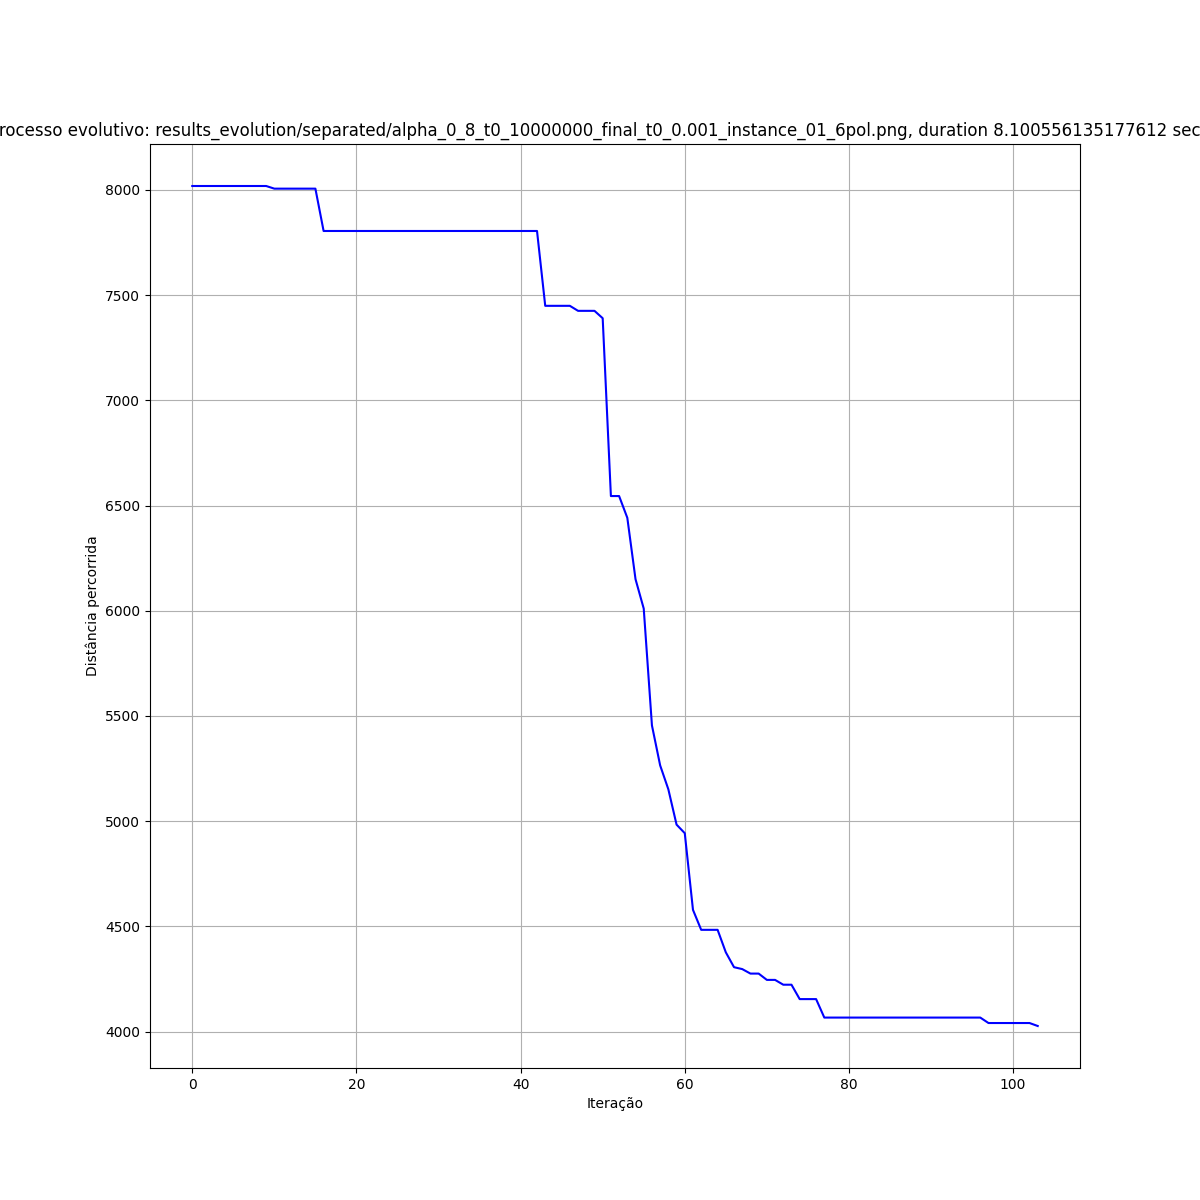 rocesso evolutivo: results_evolution/separated/alpha_0_8_t0_10000000_final_t0_0.001_instance_01_6pol.png, duration 8.100556135177612 sec
8000
7500
7000
6500
6000
5500
5000
4500
4000
Distância percorrida
0 20 40 60 80 100
Iteração